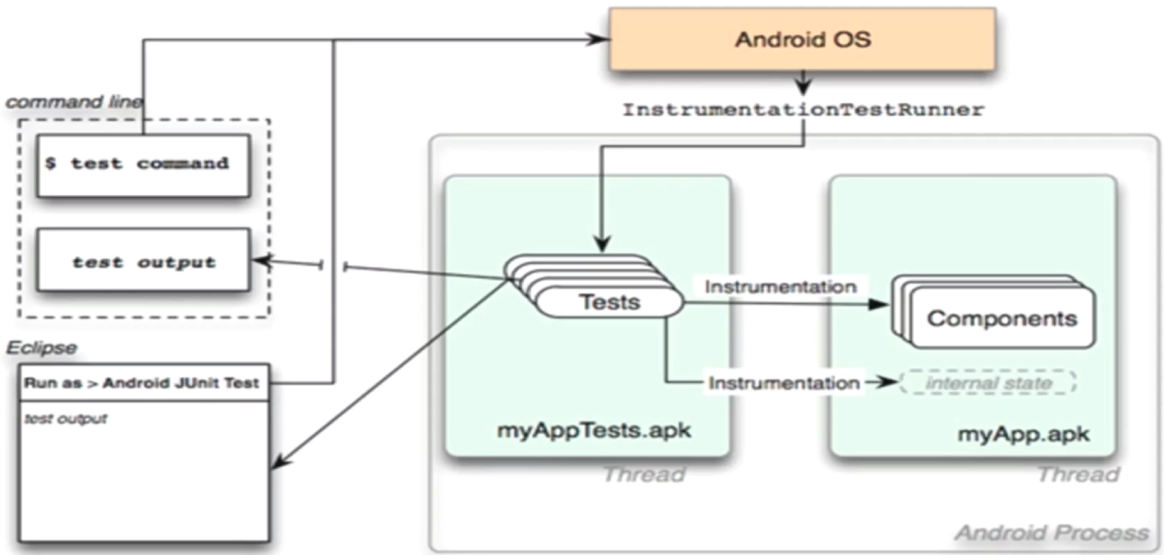 Android OS
command line
InstrumentationTestRunner
$ test command
test output
Instrumentation
Tests
Components
Eclipse
Run as > Android JUnit Test
Instrumentation
internal state
test output
myAppTests.apk
myApp.apk
Thread
Thread
Android Process